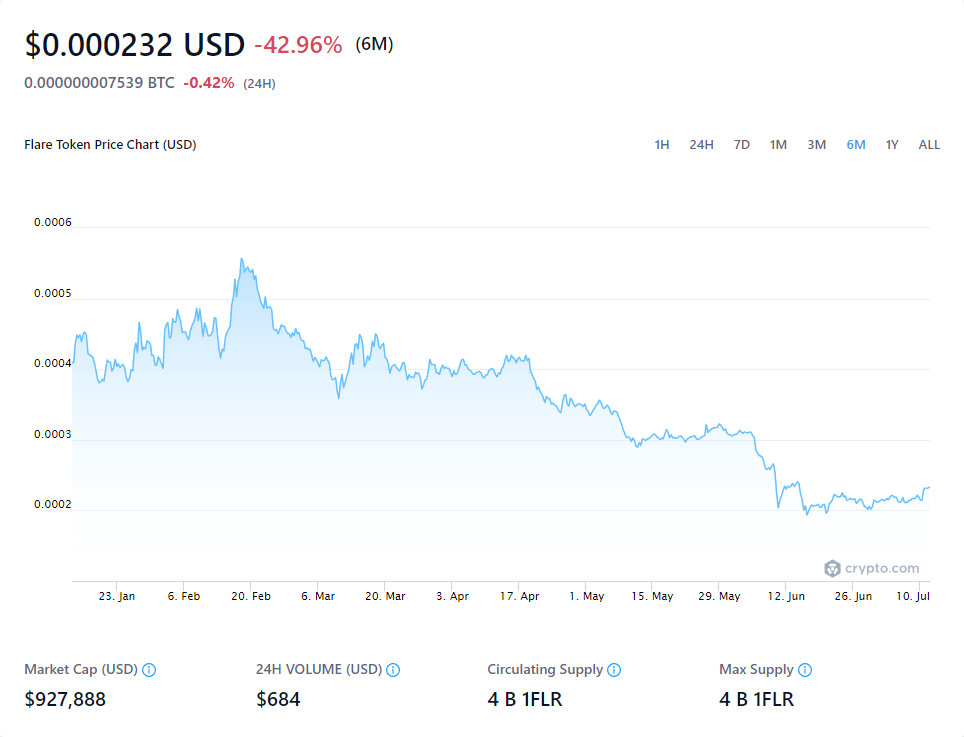 $0.000232 USD -42.96% (6M)
0.000000007539 BTC -0.42% (24H)
Flare Token Price Chart (USD) 1H 24H 7D 1M 3M 6M 1Y ALL
0.0006
0.0005
0.0004
0.0003
0.0002
crypto.com
23. Jan 6. Feb 20. Feb 6. Mar 20. Mar 3. Apr 17. Apr 1. May 15. May 29. May 12. Jun 26. Jun 10. Jul
Market Cap (USD) 24H VOLUME (USD) Circulating Supply Max Supply
$927,888 $684 4 B 1FLR 4 B 1FLR